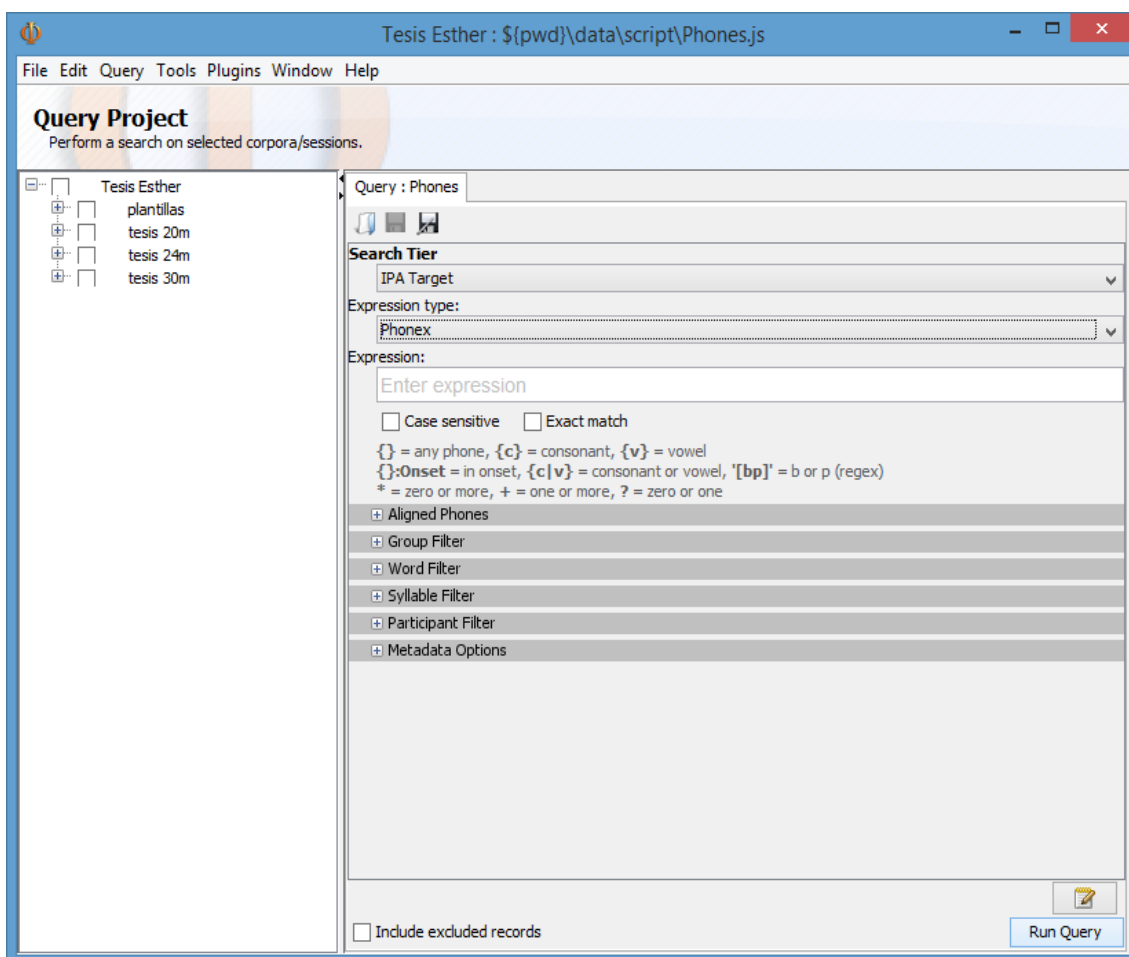 Tesis Esther : ${pwd}\data\script\Phones.js
File Edit Query Tools Plugins Window Help
Query Project
Perform a search on selected corpora/sessions.
Tesis Esther
plantillas
tesis 20m
tesis 24m
tesis 30m
Query : Phones
Search Tier
IPA Target
Expression type:
Phonex
Expression:
Enter expression
Case sensitive Exact match
{} = any phone, {c} = consonant, {v} = vowel
{}:Onset = in onset, {c|v} = consonant or vowel, '[bp]' = b or p (regex)
* = zero or more, + = one or more, ? = zero or one
Aligned Phones
Group Filter
Word Filter
Syllable Filter
Participant Filter
Metadata Options
Include excluded records
Run Query